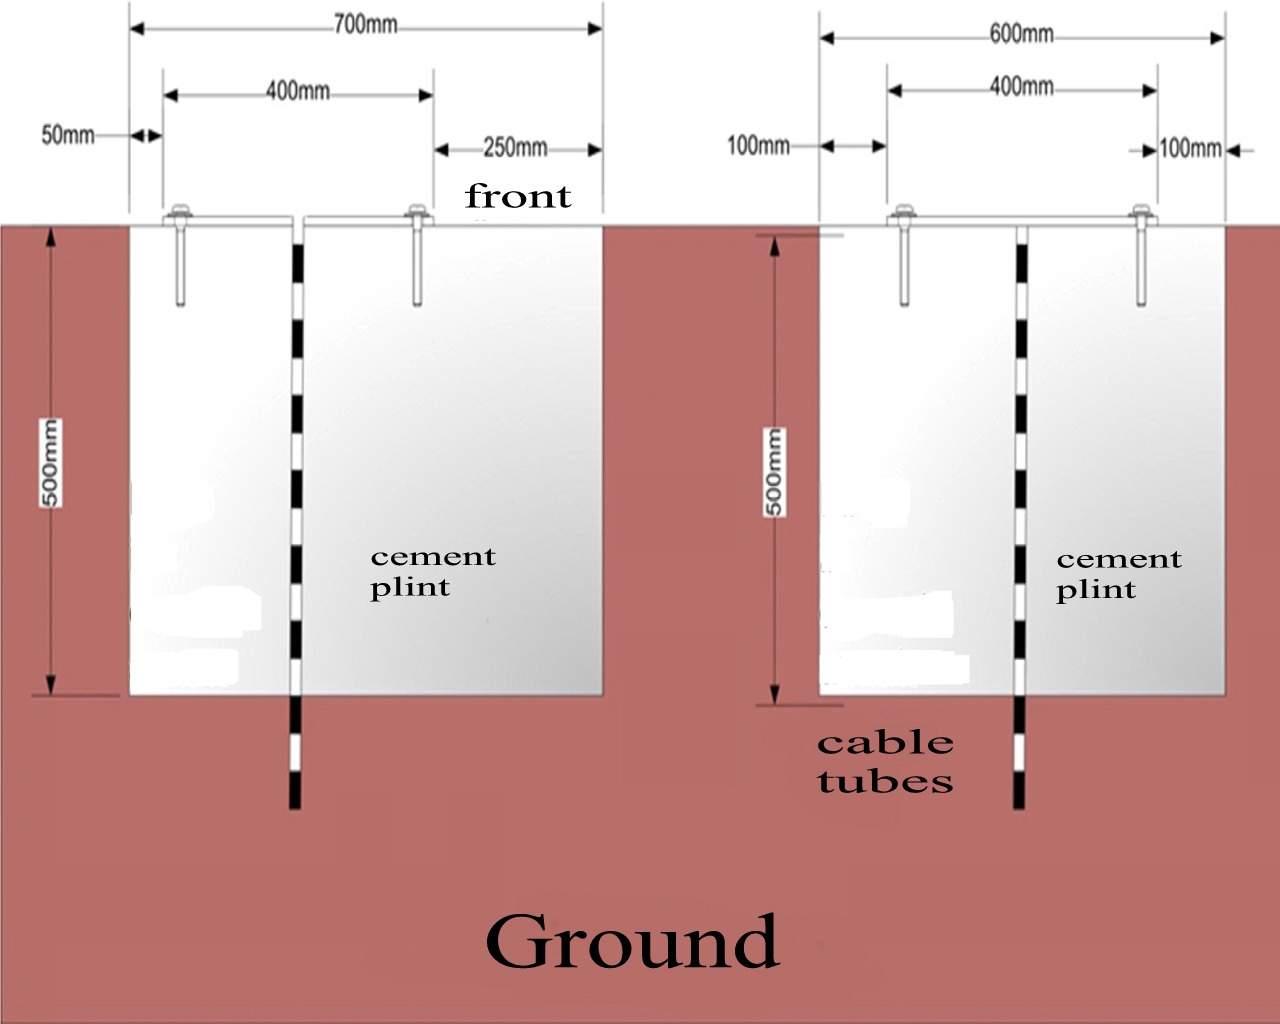 700mm
400mm
50mm
250mm
front
500mm
cement
plint
600mm
400mm
100mm
100mm
500mm
cement
plint
cable
tubes
Ground